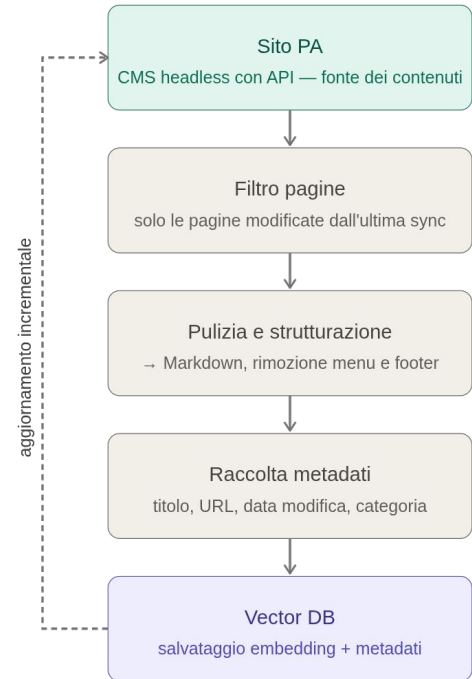 Sito PA
CMS headless con API — fonte dei contenuti
Filtro pagine
solo le pagine modificate dall'ultima sync
Pulizia e strutturazione
→ Markdown, rimozione menu e footer
Raccolta metadati
titolo, URL, data modifica, categoria
Vector DB
salvataggio embedding + metadati
aggiornamento incrementale